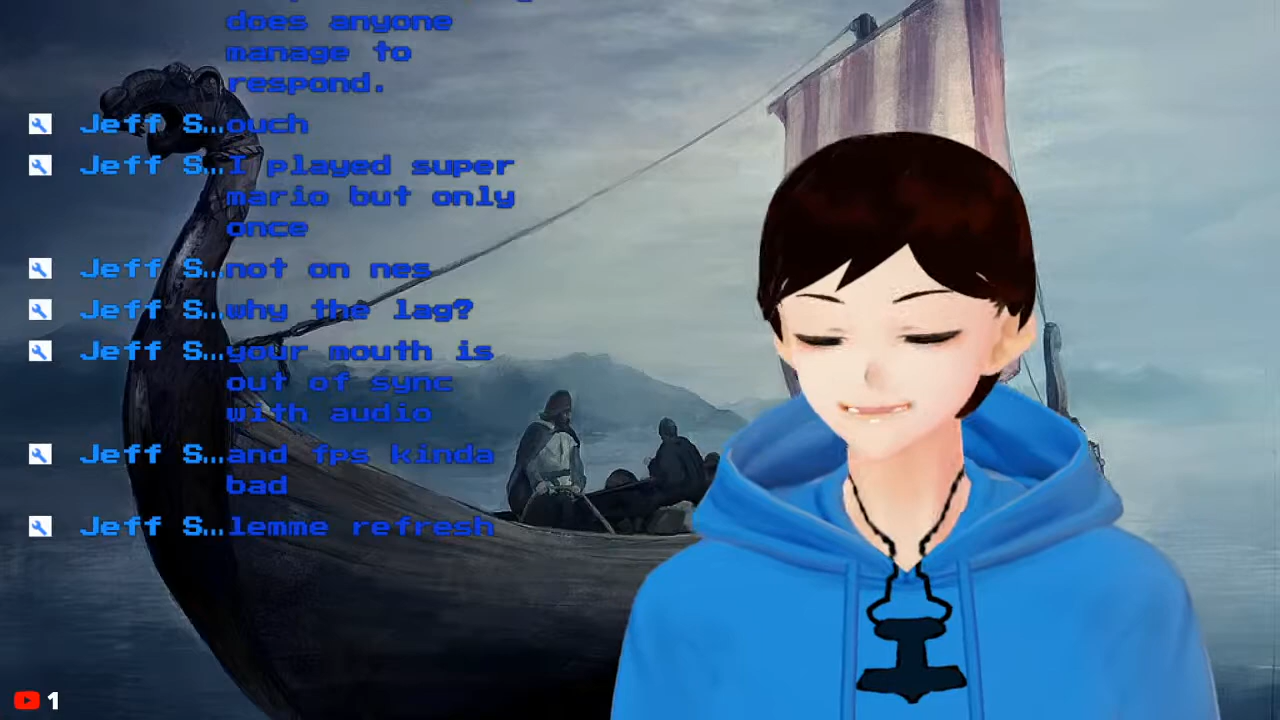 does anyone
manage to
respond.
Jeff S...ouch
Jeff S...I played super
mario but only
once
Jeff S...not on nes
Jeff S...why the lag?
Jeff S...your mouth is
out of sync
with audio
Jeff S...and fps kinda
bad
Jeff S...lemme refresh
1